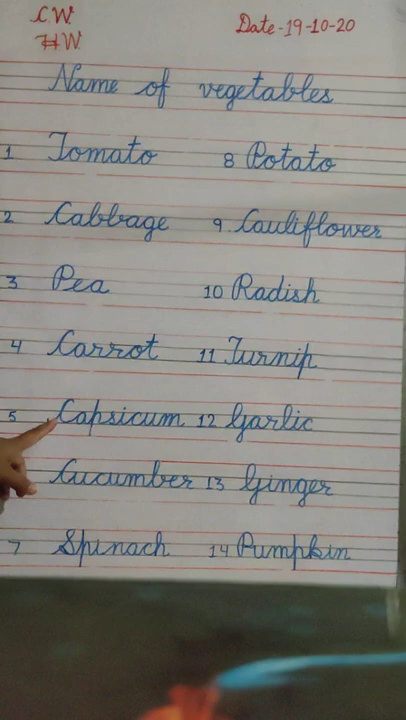 C.W
H.W
Date-19-10-20
Name of vegetables
1 Tomato
2 Cabbage
3 Pea
4 Carrot
5 Capsicum
Cucumber
7 Spinach
8 Potato
9. Cauliflower
10 Radish
11 Turnip
12 Garlic
13 Ginger
14 Pumpkin